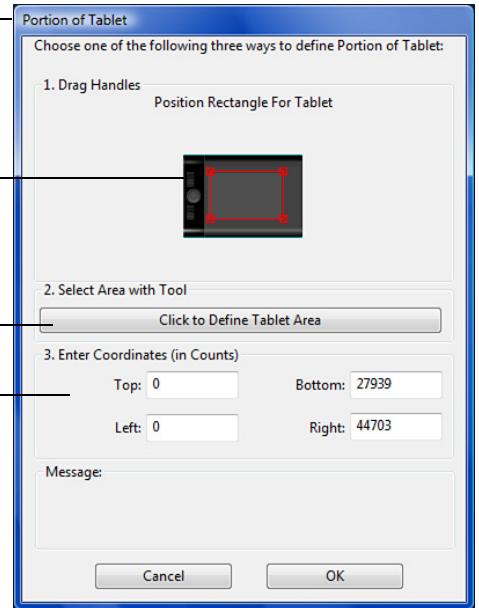 Portion of Tablet
Choose one of the following three ways to define Portion of Tablet:
1. Drag Handles
Position Rectangle For Tablet
2. Select Area with Tool
Click to Define Tablet Area
3. Enter Coordinates (in Counts)
Top: 0 Bottom: 27939
Left: 0 Right: 44703
Message:
Cancel OK